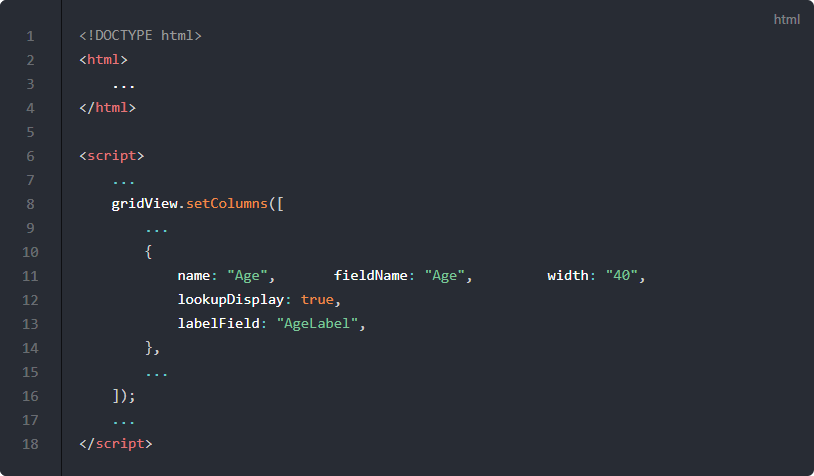 html
1 <!DOCTYPE html>
2 <html>
3     ...
4 </html>
5
6 <script>
7     ...
8     gridView.setColumns([
9         ...
10         {
11             name: "Age",       fieldName: "Age",         width: "40",
12             lookupDisplay: true,
13             labelField: "AgeLabel",
14         },
15         ...
16     ]);
17     ...
18 </script>